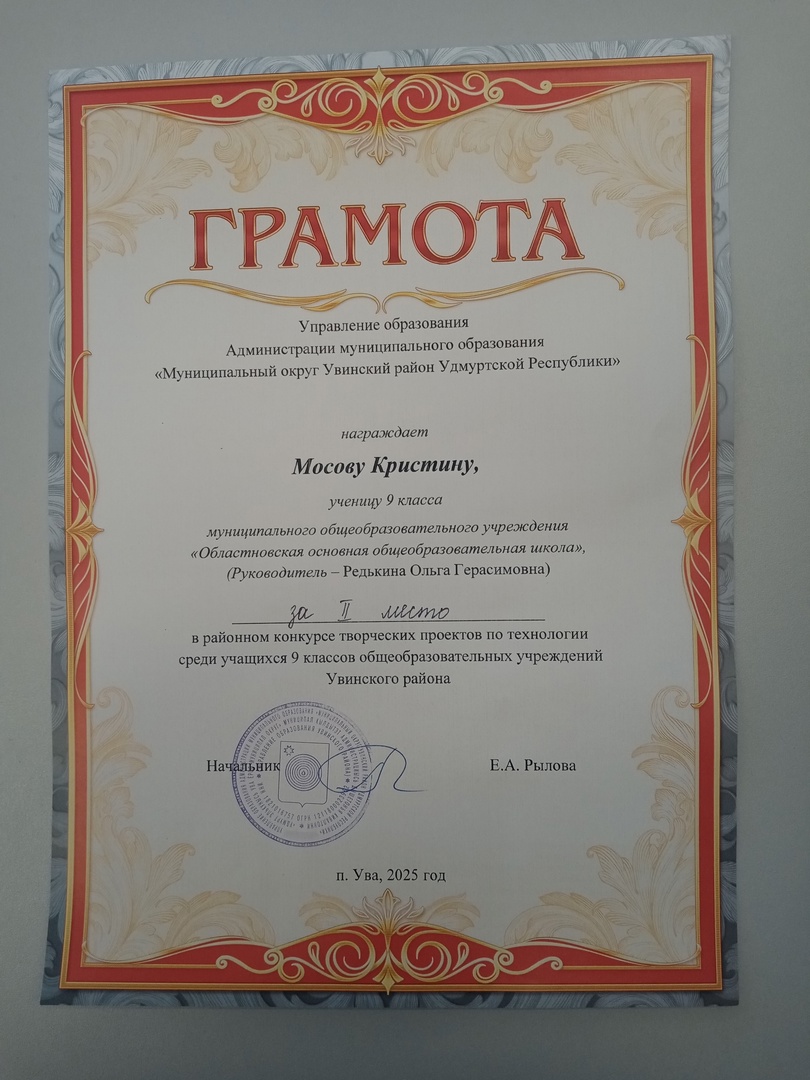 ГРАМОТА
Управление образования
Администрации муниципального образования
«Муниципальный округ Увинский район Удмуртской Республики»
награждает
Мосову Кристину,
ученицу 9 класса
муниципального общеобразовательного учреждения
«Областновская основная общеобразовательная школа»,
(Руководитель – Редькина Ольга Герасимовна)
за II место
в районном конкурсе творческих проектов по технологии
среди учащихся 9 классов общеобразовательных учреждений
Увинского района
Начальник Е.А. Рылова
п. Ува, 2025 год